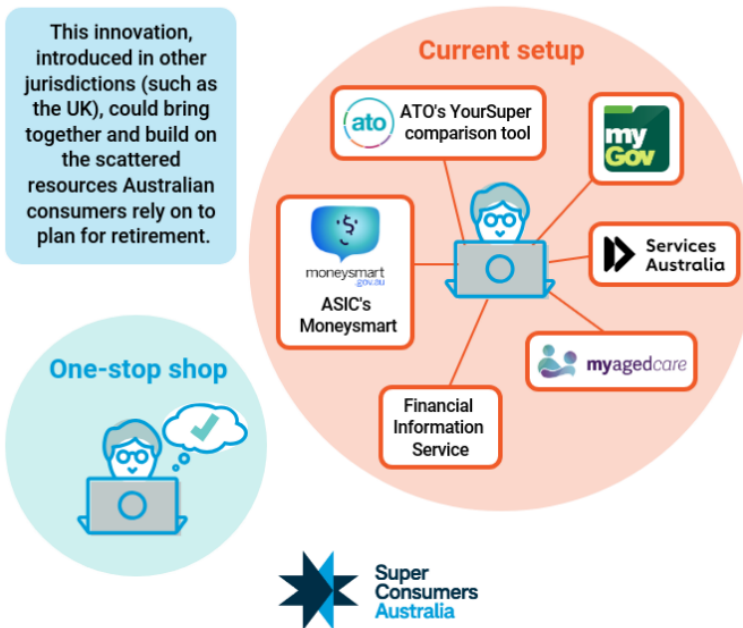 This innovation,
introduced in other
jurisdictions (such as
the UK), could bring
together and build on
the scattered
resources Australian
consumers rely on to
plan for retirement.
Current setup
ato
ATO's YourSuper
comparison tool
my
Gov
moneysmart
.gov.au
ASIC's
Moneysmart
Services
Australia
myagedcare
Financial
Information
Service
One-stop shop
Super
Consumers
Australia